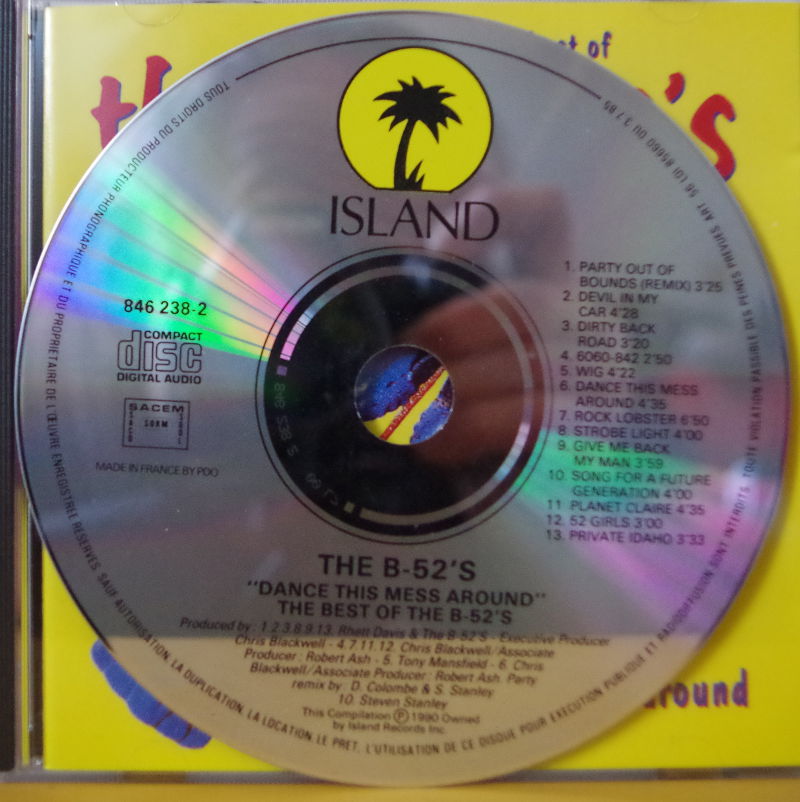 of
'S
ISLAND
846 238-2
COMPACT
disc
DIGITAL AUDIO
SACEM
SDRM
SACD
SGDL
MADE IN FRANCE BY PDO
1. PARTY OUT OF
BOUNDS (REMIX) 3'25
2. DEVIL IN MY
CAR 4'28
3. DIRTY BACK
ROAD 3'20
4. 6060-842 2'50
5. WIG 4'22
6. DANCE THIS MESS
AROUND 4'35
7. ROCK LOBSTER 6'50
8. STROBE LIGHT 4'00
9. GIVE ME BACK
MY MAN 3'59
10. SONG FOR A FUTURE
GENERATION 4'00
11. PLANET CLAIRE 4'35
12. 52 GIRLS 3'00
13. PRIVATE IDAHO 3'33
THE B-52'S
"DANCE THIS MESS AROUND"
THE BEST OF THE B-52'S
Produced by: 1.2.3.8.9.13. Rhett Davis & The B-52'S - Executive Producer
Chris Blackwell - 4.7.11.12. Chris Blackwell/Associate
Producer: Robert Ash - 5. Tony Mansfield - 6. Chris
Blackwell/Associate Producer: Robert Ash. Party
remix by: D. Colombe & S. Stanley
10. Steven Stanley
This Compilation ℗ 1990 Owned
by Island Records Inc
TOUS DROITS DU PRODUCTEUR PHONOGRAPHIQUE ET DU PROPRIETAIRE DE L'ŒUVRE ENREGISTREE RESERVES. SAUF AUTORISATION, LA DUPLICATION, LA LOCATION, LE PRET, L'UTILISATION DE CE DISQUE POUR EXECUTION PUBLIQUE ET RADIODIFFUSION SONT INTERDITS. TOUTE VIOLATION PASSIBLE DES PEINES PREVUES ART. 56 LOI 85660 DU 3.7.85
around